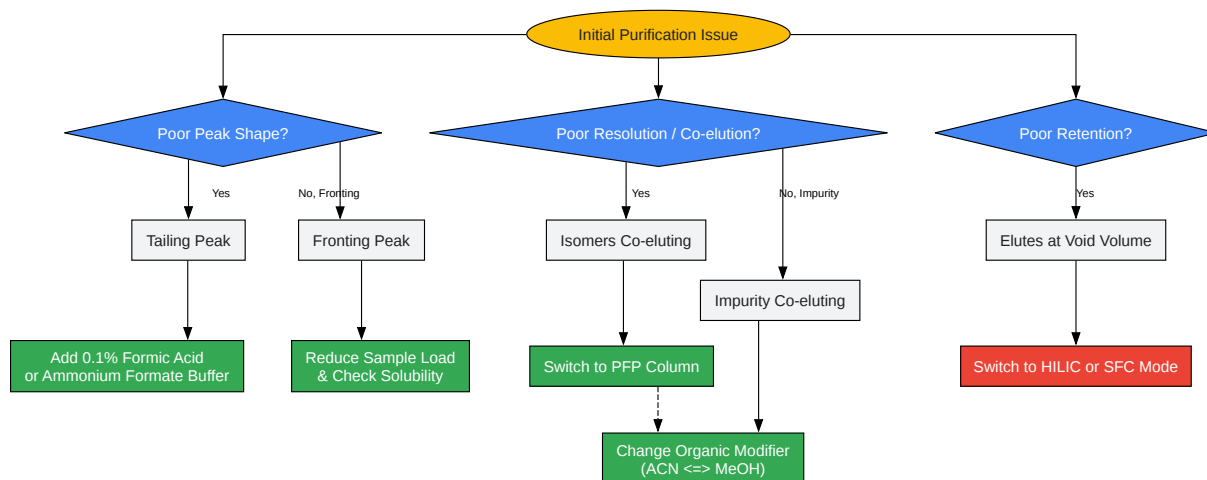 Initial Purification Issue
Poor Peak Shape?
Poor Resolution / Co-elution?
Poor Retention?
Yes
No, Fronting
Yes
No, Impurity
Yes
Tailing Peak
Fronting Peak
Isomers Co-eluting
Elutes at Void Volume
Impurity Co-eluting
Add 0.1% Formic Acid
or Ammonium Formate Buffer
Reduce Sample Load
& Check Solubility
Switch to PFP Column
Switch to HILIC or SFC Mode
Change Organic Modifier
(ACN <=> MeOH)